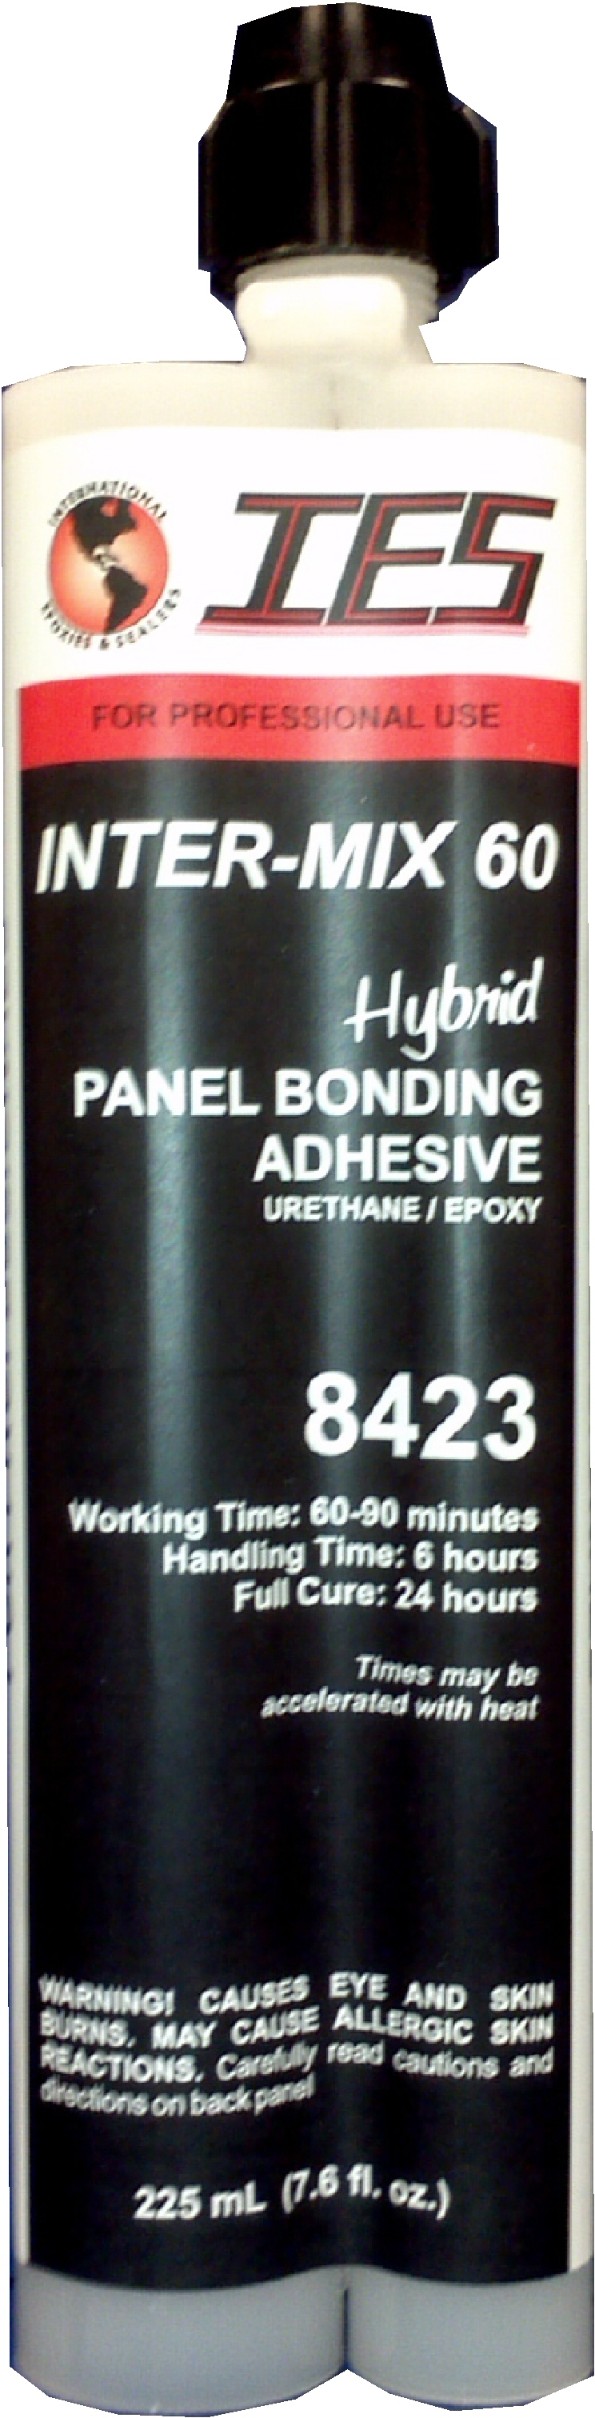 INTERNATIONAL
EPOXIES & SEALERS
IES
FOR PROFESSIONAL USE
INTER-MIX 60
Hybrid
PANEL BONDING
ADHESIVE
URETHANE / EPOXY
8423
Working Time: 60-90 minutes
Handling Time: 6 hours
Full Cure: 24 hours
Times may be
accelerated with heat
WARNING! CAUSES EYE AND SKIN
BURNS. MAY CAUSE ALLERGIC SKIN
REACTIONS. Carefully read cautions and
directions on back panel
225 mL (7.6 fl. oz.)